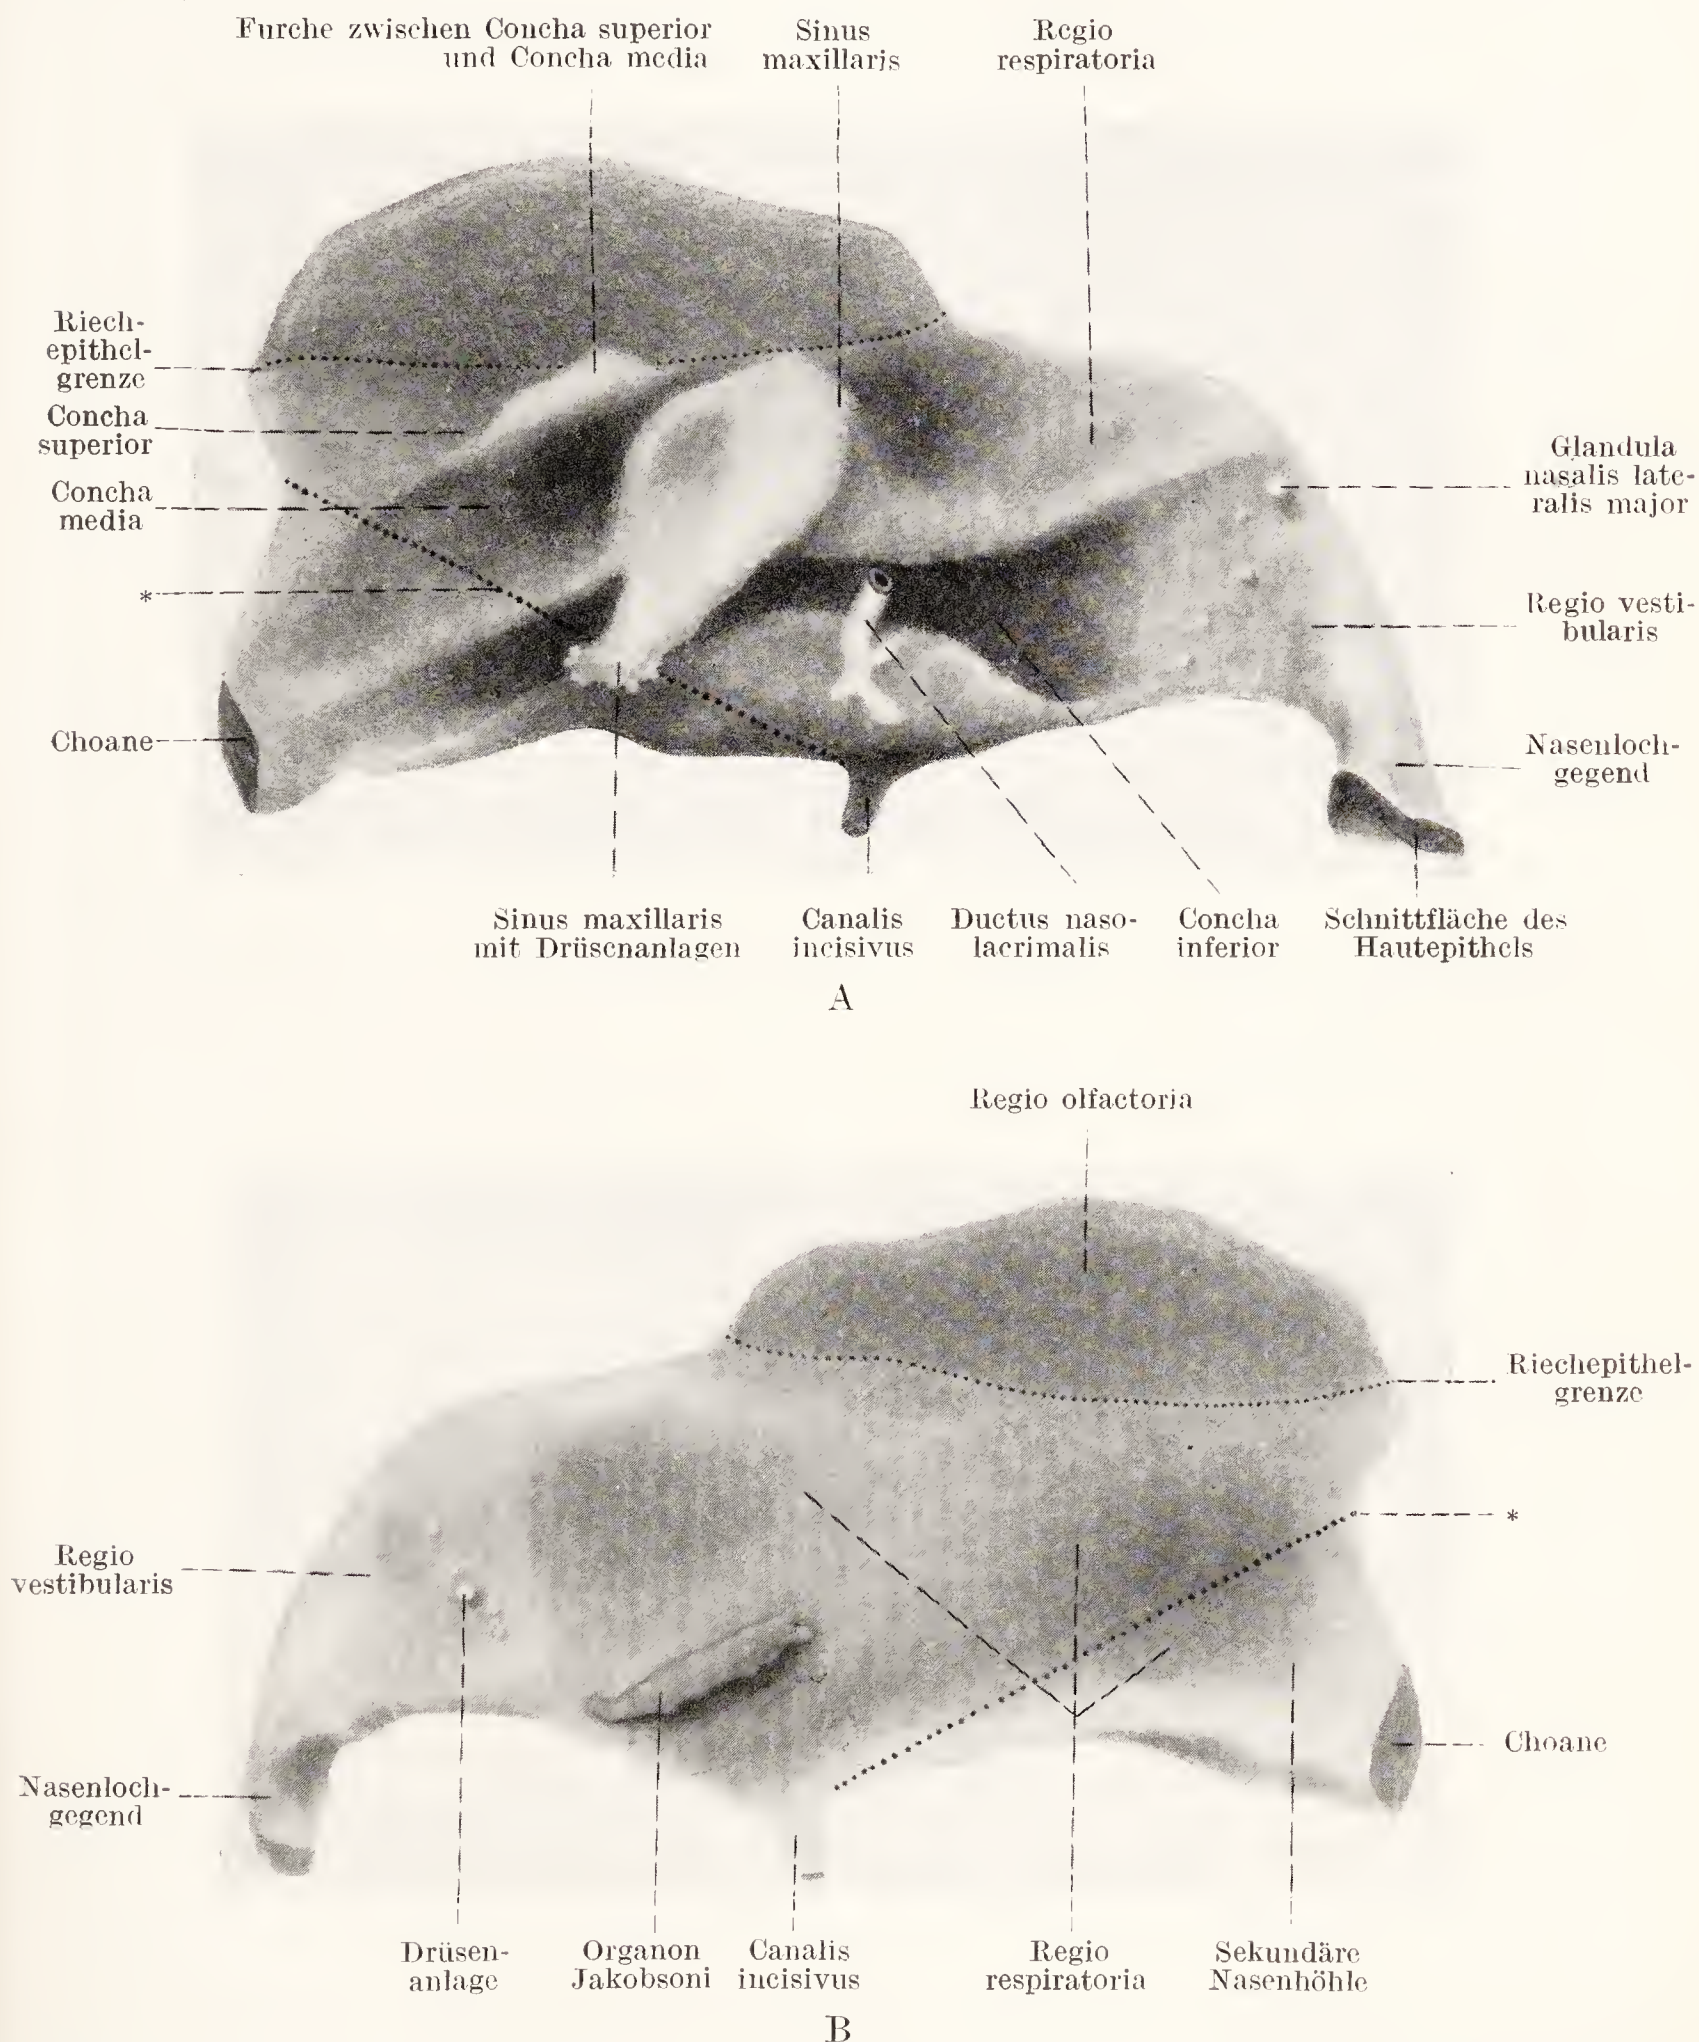 Furche zwischen Concha superior
und Concha media
Sinus
maxillaris
Regio
respiratoria
Riech-
epithel-
grenze
Concha
superior
Concha
media
*
Choane
Glandula
nasalis late-
ralis major
Regio vesti-
bularis
Nasenloch-
gegend
Sinus maxillaris
mit Drüsenanlagen
Canalis
incisivus
Ductus naso-
lacrimalis
Concha
inferior
Schnittfläche des
Hautepithels
A
Regio olfactoria
Riechepithel-
grenze
*
Regio
vestibularis
Choane
Nasenloch-
gegend
Drüsen-
anlage
Organon
Jakobsoni
Canalis
incisivus
Regio
respiratoria
Sekundäre
Nasenhöhle
B